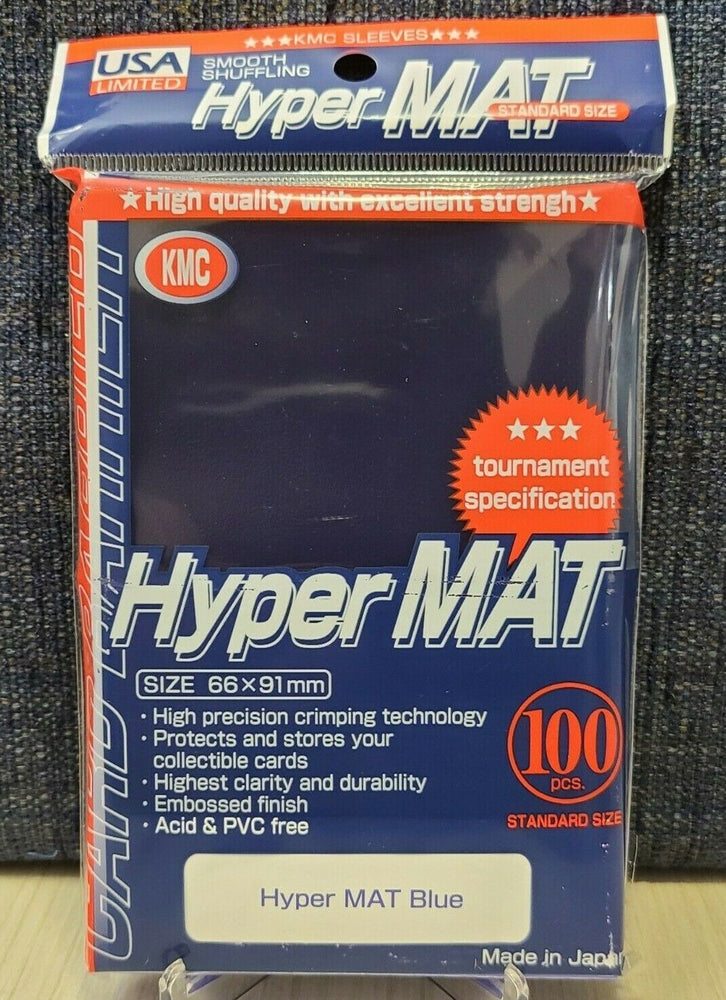 ★★★KMC SLEEVES★★★
USA
LIMITED
SMOOTH
SHUFFLING
Hyper MAT
STANDARD SIZE
★High quality with excellent strengh★
KMC
CARD BARRIER
★★★
tournament
specification
Hyper MAT
SIZE 66×91mm
・High precision crimping technology
・Protects and stores your
collectible cards
・Highest clarity and durability
・Embossed finish
・Acid & PVC free
100
pcs.
STANDARD SIZE
Hyper MAT Blue
Made in Japan